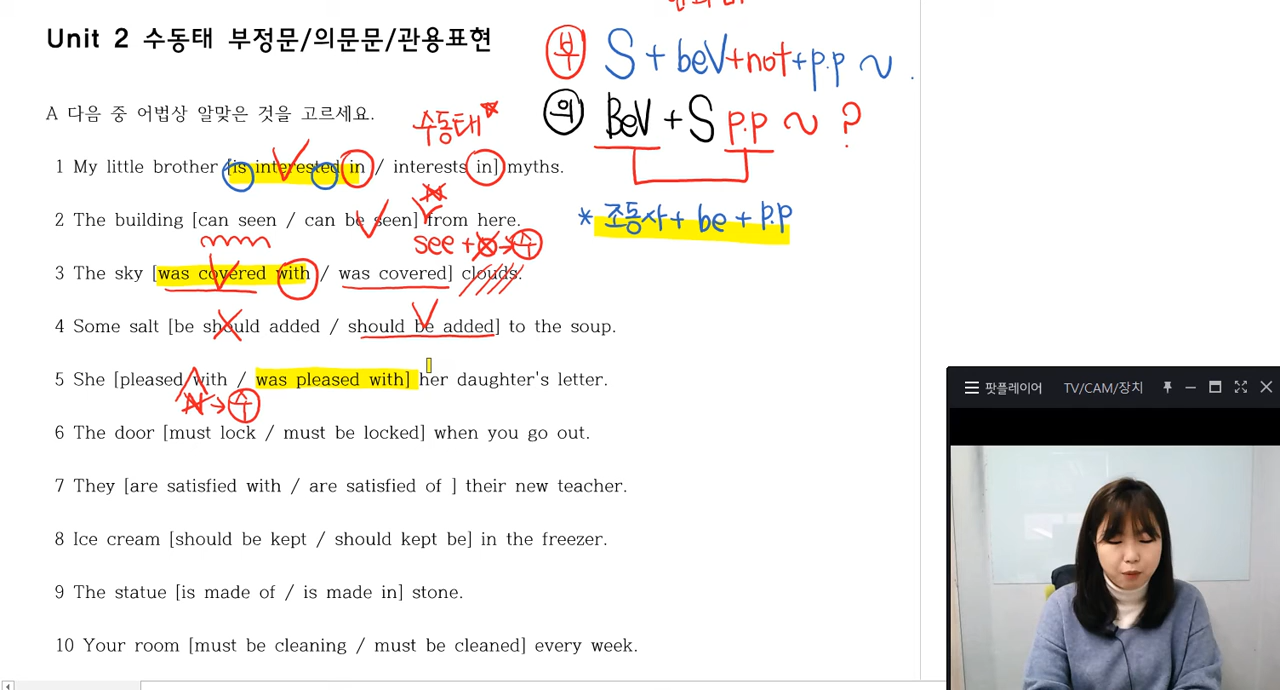 Unit 2 수동태 부정문/의문문/관용표현
부 S + beV+not+p.p ~ .
의 BeV + S p.p ~ ?
A 다음 중 어법상 알맞은 것을 고르세요.
수동태
1 My little brother [is interested in / interests in] myths.
* 조동사 + be + p.p
2 The building [can seen / can be seen] from here.
see + → 수
3 The sky [was covered with / was covered] clouds.
4 Some salt [be should added / should be added] to the soup.
5 She [pleased with / was pleased with] her daughter's letter.
→ 수
6 The door [must lock / must be locked] when you go out.
7 They [are satisfied with / are satisfied of ] their new teacher.
8 Ice cream [should be kept / should kept be] in the freezer.
9 The statue [is made of / is made in] stone.
10 Your room [must be cleaning / must be cleaned] every week.
팟플레이어 TV/CAM/장치